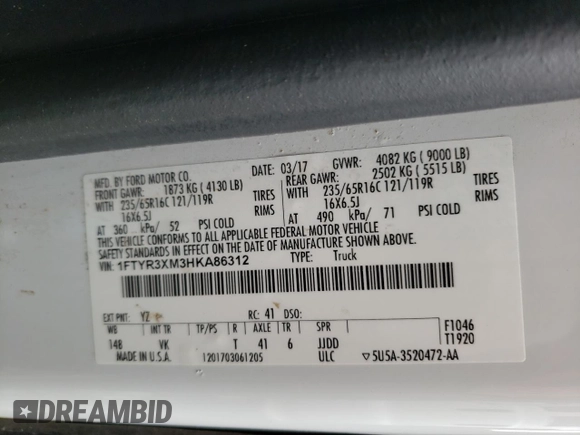 MFD. BY FORD MOTOR CO. DATE: 03/17 GVWR: 4082 KG ( 9000 LB)
FRONT GAWR: 1873 KG ( 4130 LB) REAR GAWR: 2502 KG ( 5515 LB)
WITH 235/65R16C 121/119R TIRES WITH 235/65R16C 121/119R TIRES
16X6.5J RIMS 16X6.5J RIMS
AT 360 kPa/ 52 PSI COLD AT 490 kPa/ 71 PSI COLD
THIS VEHICLE CONFORMS TO ALL APPLICABLE FEDERAL MOTOR VEHICLE
SAFETY STANDARDS IN EFFECT ON THE DATE OF MANUFACTURE SHOWN ABOVE.
VIN: 1FTYR3XM3HKA86312 TYPE: Truck
EXT PNT: YZ RC: 41 DSO:
WB INT TR TP/PS R AXLE TR SPR F1046
148 VK T 41 6 JJDD T1920
MADE IN U.S.A. 1201703061205 ULC ▽5U5A-3520472-AA
DREAMBID